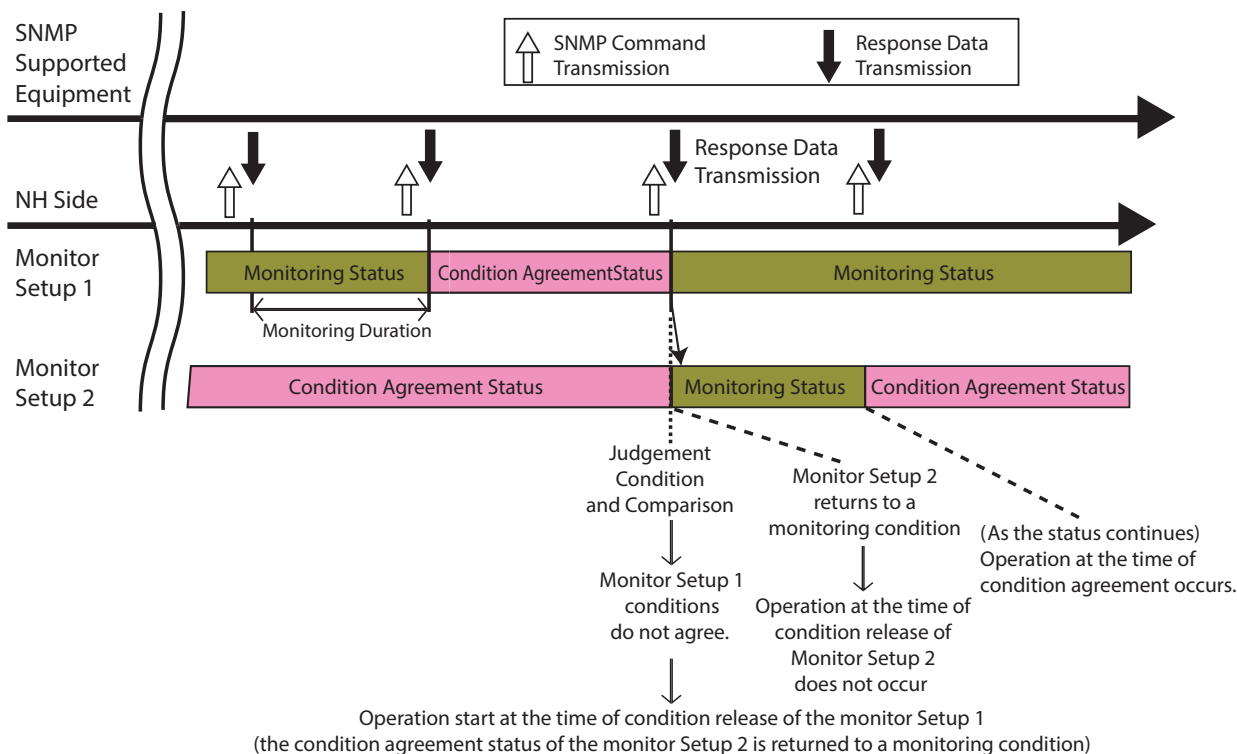 SNMP
Supported
Equipment
SNMP Command
Transmission
Response Data
Transmission
Response Data
Transmission
NH Side
Monitor
Setup 1
Monitoring Status
Condition AgreementStatus
Monitoring Status
Monitoring Duration
Monitor
Setup 2
Condition Agreement Status
Monitoring Status
Condition Agreement Status
Judgement
Condition
and Comparison
Monitor Setup 2
returns to a
monitoring condition
(As the status continues)
Operation at the time of
condition agreement occurs.
Monitor Setup 1
conditions
do not agree.
Operation at the time of
condition release of
Monitor Setup 2
does not occur
Operation start at the time of condition release of the monitor Setup 1
(the condition agreement status of the monitor Setup 2 is returned to a monitoring condition)